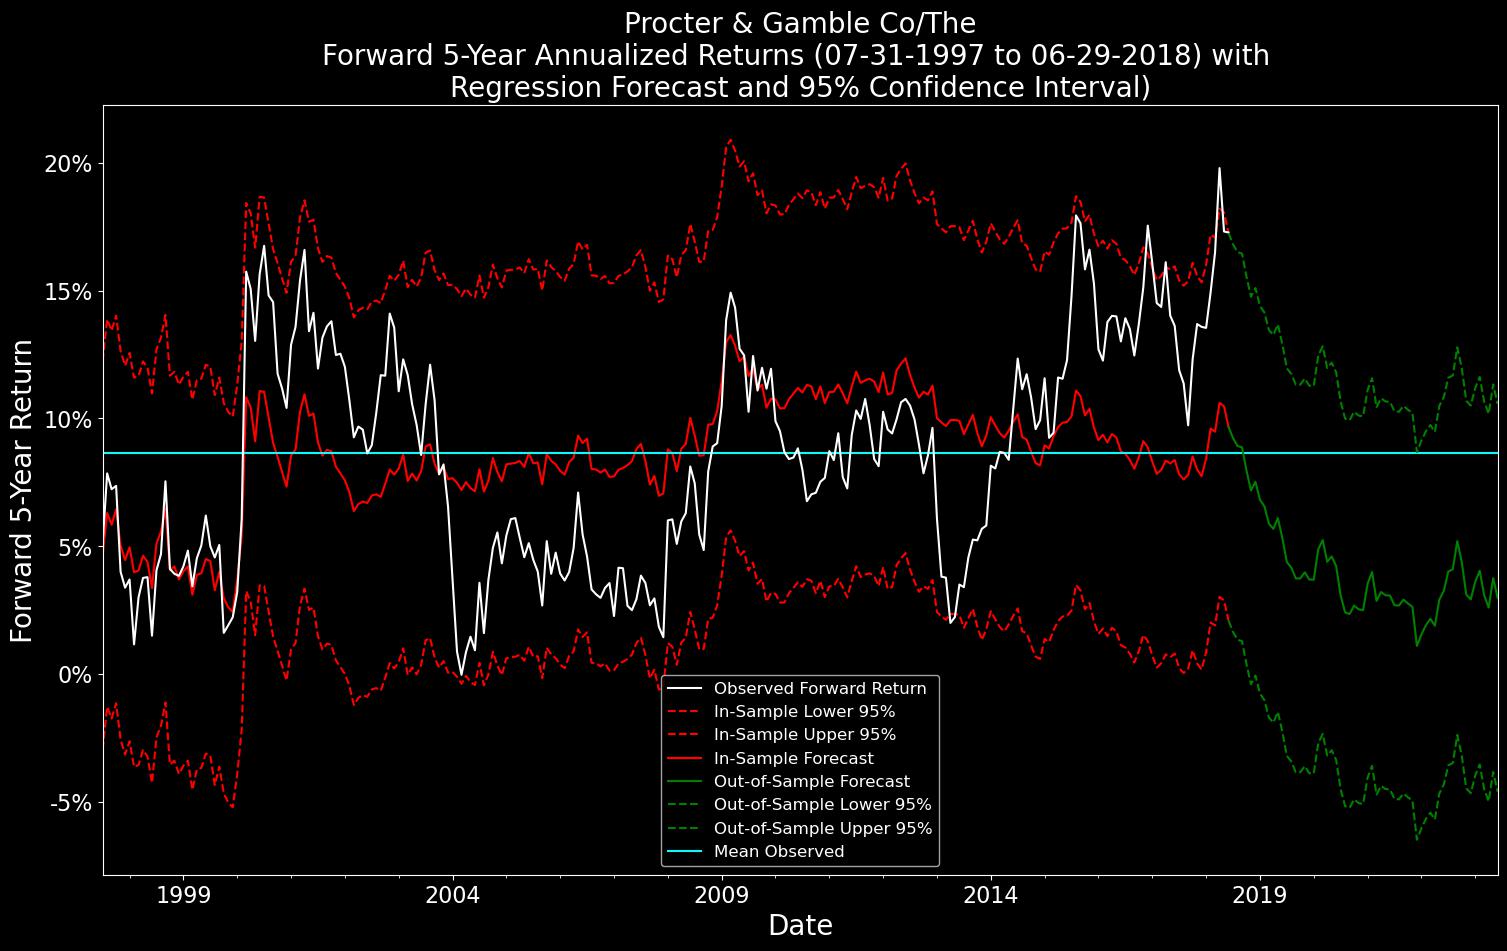 Procter & Gamble Co/The
Forward 5-Year Annualized Returns (07-31-1997 to 06-29-2018) with
Regression Forecast and 95% Confidence Interval)
Forward 5-Year Return
20%
15%
10%
5%
0%
-5%
Observed Forward Return
In-Sample Lower 95%
In-Sample Upper 95%
In-Sample Forecast
Out-of-Sample Forecast
Out-of-Sample Lower 95%
Out-of-Sample Upper 95%
Mean Observed
1999 2004 2009 2014 2019
Date